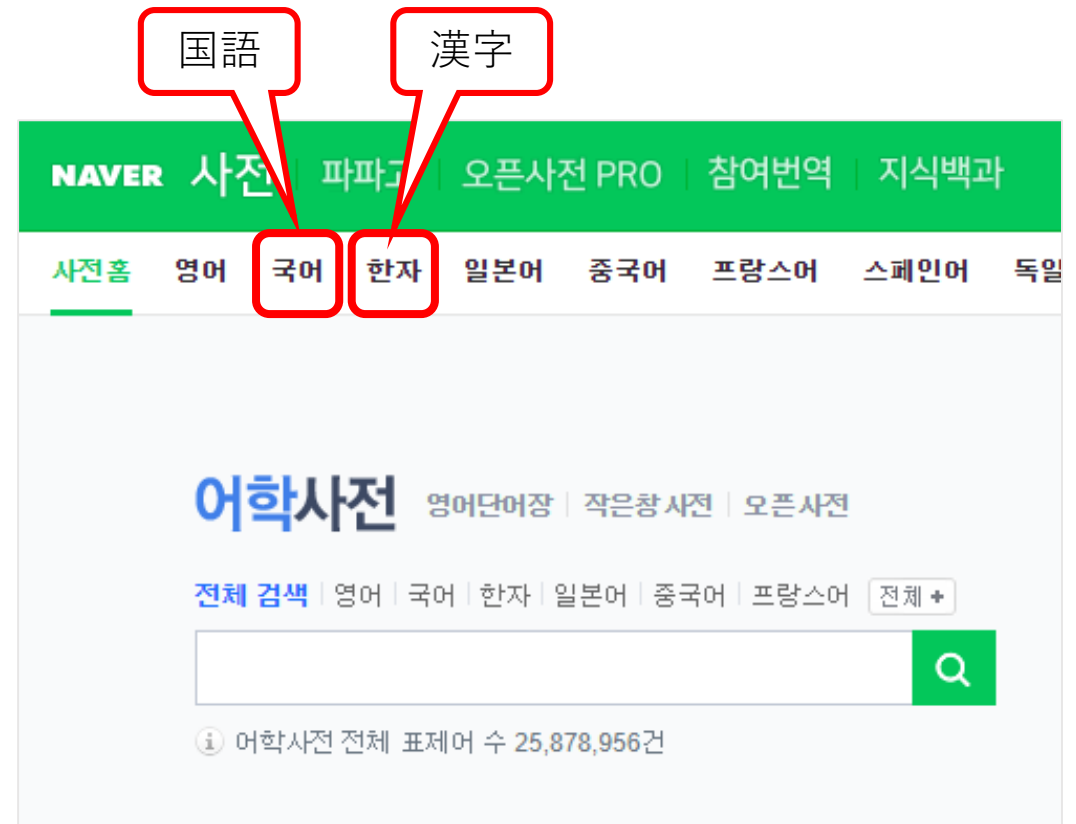 国語 漢字
NAVER 사전 파파고 오픈사전 PRO 참여번역 지식백과
사전홈 영어 국어 한자 일본어 중국어 프랑스어 스페인어 독일
어학사전 영어단어장 작은창사전 오픈사전
전체 검색 영어 국어 한자 일본어 중국어 프랑스어 전체 +
어학사전 전체 표제어 수 25,878,956건